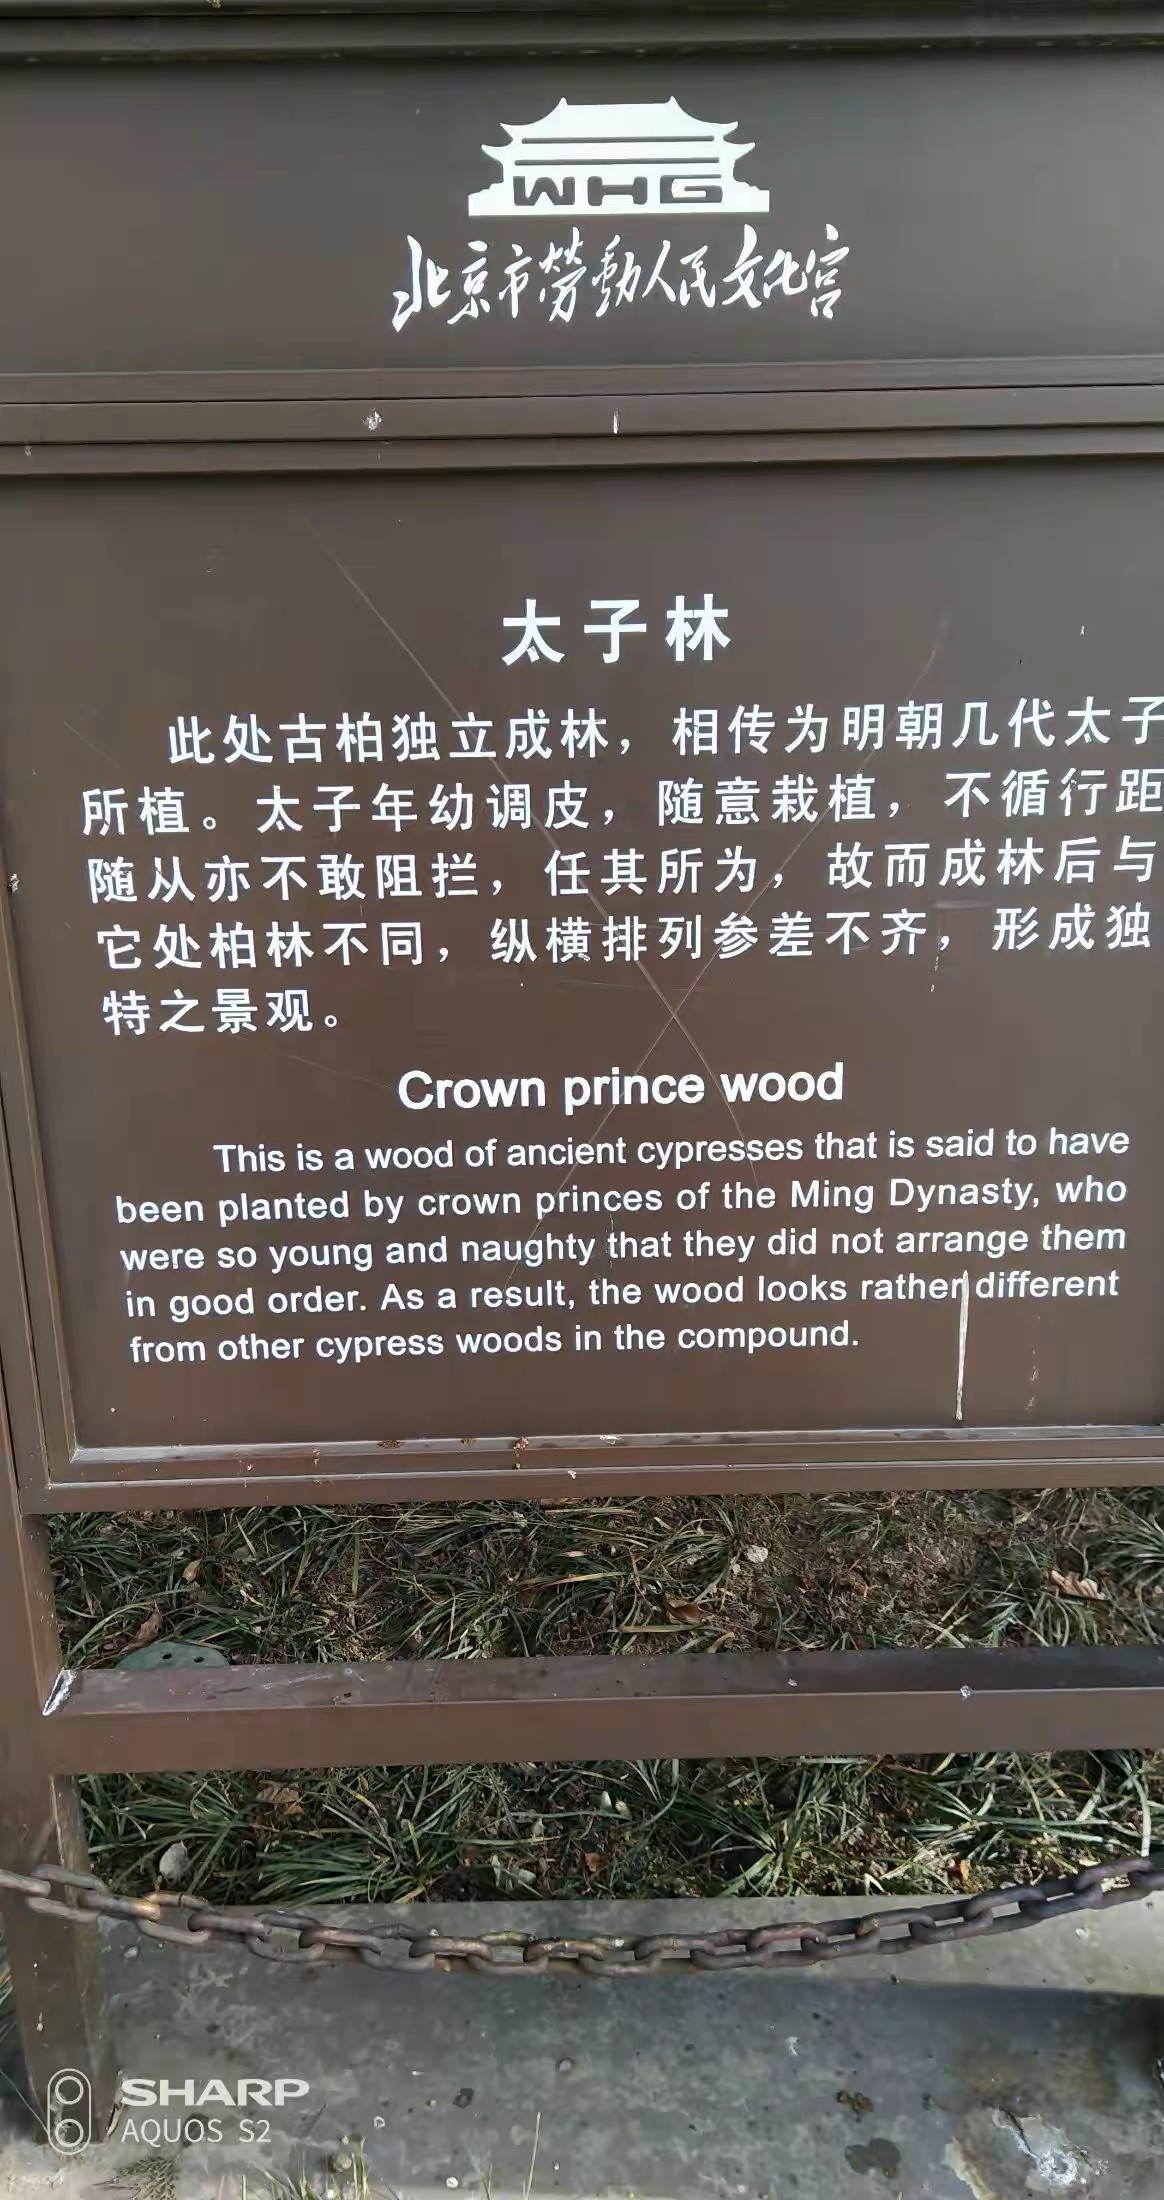 WHG
北京市劳動人民文化宫
太子林
此处古柏独立成林，相传为明朝几代太子
所植。太子年幼调皮，随意栽植，不循行距
随从亦不敢阻拦，任其所为，故而成林后与
它处柏林不同，纵横排列参差不齐，形成独
特之景观。
Crown prince wood
This is a wood of ancient cypresses that is said to have
been planted by crown princes of the Ming Dynasty, who
were so young and naughty that they did not arrange them
in good order. As a result, the wood looks rather different
from other cypress woods in the compound.
SHARP
AQUOS S2